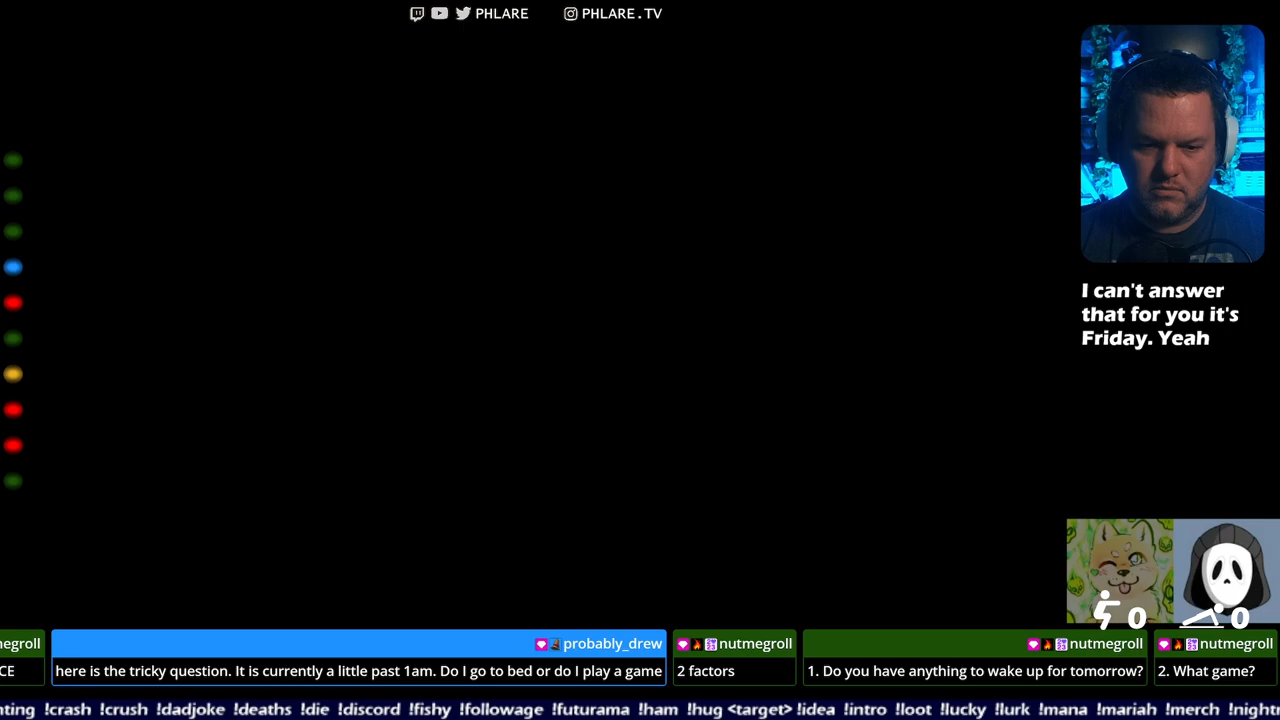 PHLARE PHLARE.TV
I can't answer
that for you it's
Friday. Yeah
0 0
megroll probably_drew nutmegroll nutmegroll nutmegroll
CE here is the tricky question. It is currently a little past 1am. Do I go to bed or do I play a game 2 factors 1. Do you have anything to wake up for tomorrow? 2. What game?
nting !crash !crush !dadjoke !deaths !die !discord !fishy !followage !futurama !ham !hug <target> !idea !intro !loot !lucky !lurk !mana !mariah !merch !night